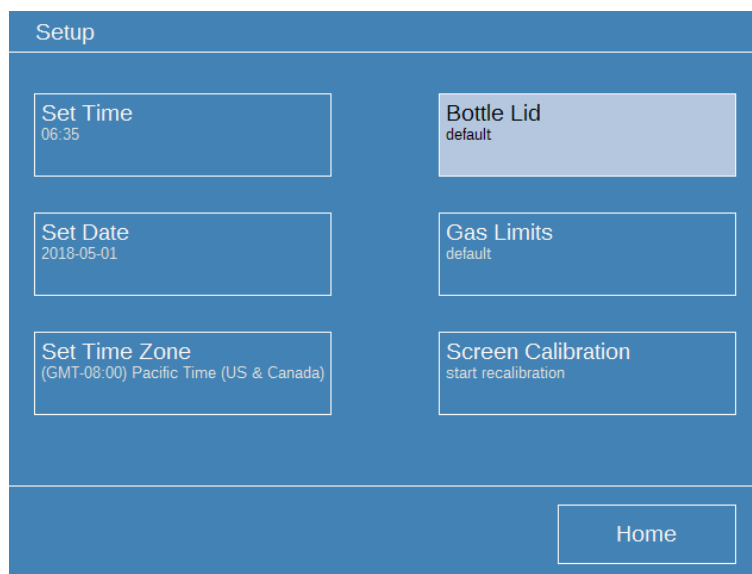 Setup
Set Time
06:35
Bottle Lid
default
Set Date
2018-05-01
Gas Limits
default
Set Time Zone
(GMT-08:00) Pacific Time (US & Canada)
Screen Calibration
start recalibration
Home